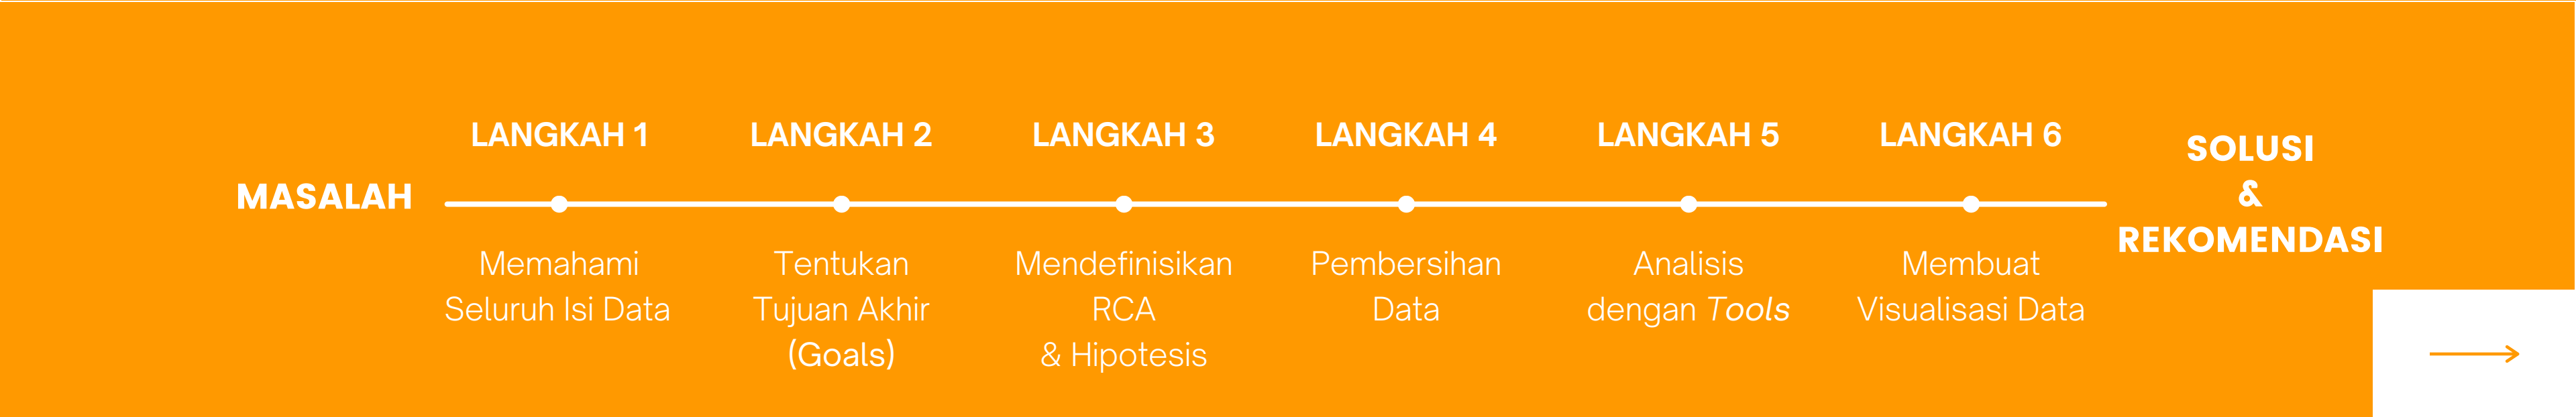 MASALAH
LANGKAH 1
Memahami
Seluruh Isi Data
LANGKAH 2
Tentukan
Tujuan Akhir
(Goals)
LANGKAH 3
Mendefinisikan
RCA
& Hipotesis
LANGKAH 4
Pembersihan
Data
LANGKAH 5
Analisis
dengan Tools
LANGKAH 6
Membuat
Visualisasi Data
SOLUSI
&
REKOMENDASI